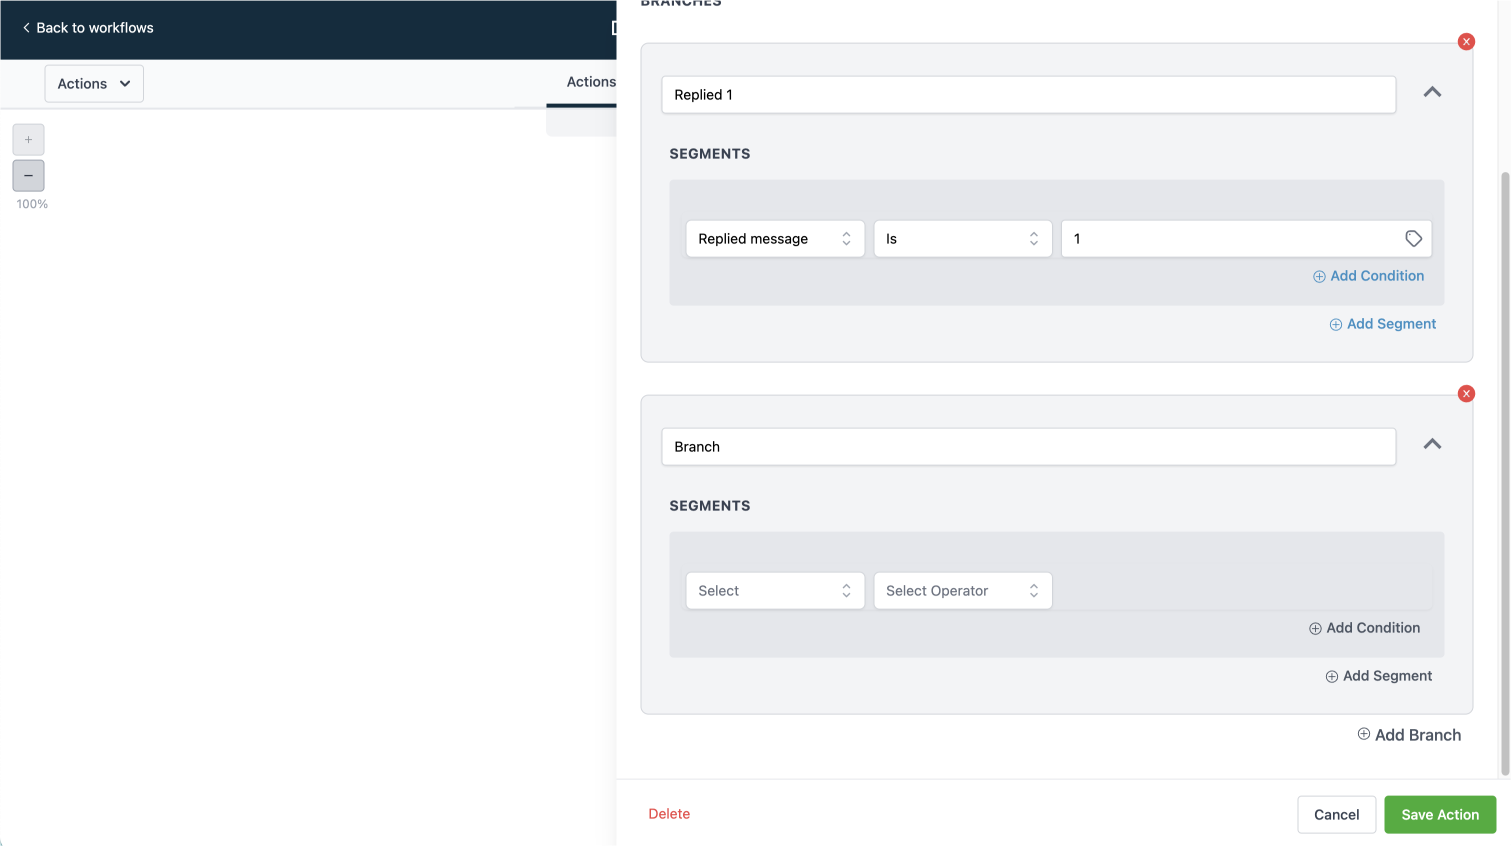 BRANCHES
Back to workflows
Actions
Actions
+
−
100%
x
Replied 1
SEGMENTS
Replied message
Is
1
Add Condition
Add Segment
x
Branch
SEGMENTS
Select
Select Operator
Add Condition
Add Segment
Add Branch
Delete
Cancel
Save Action